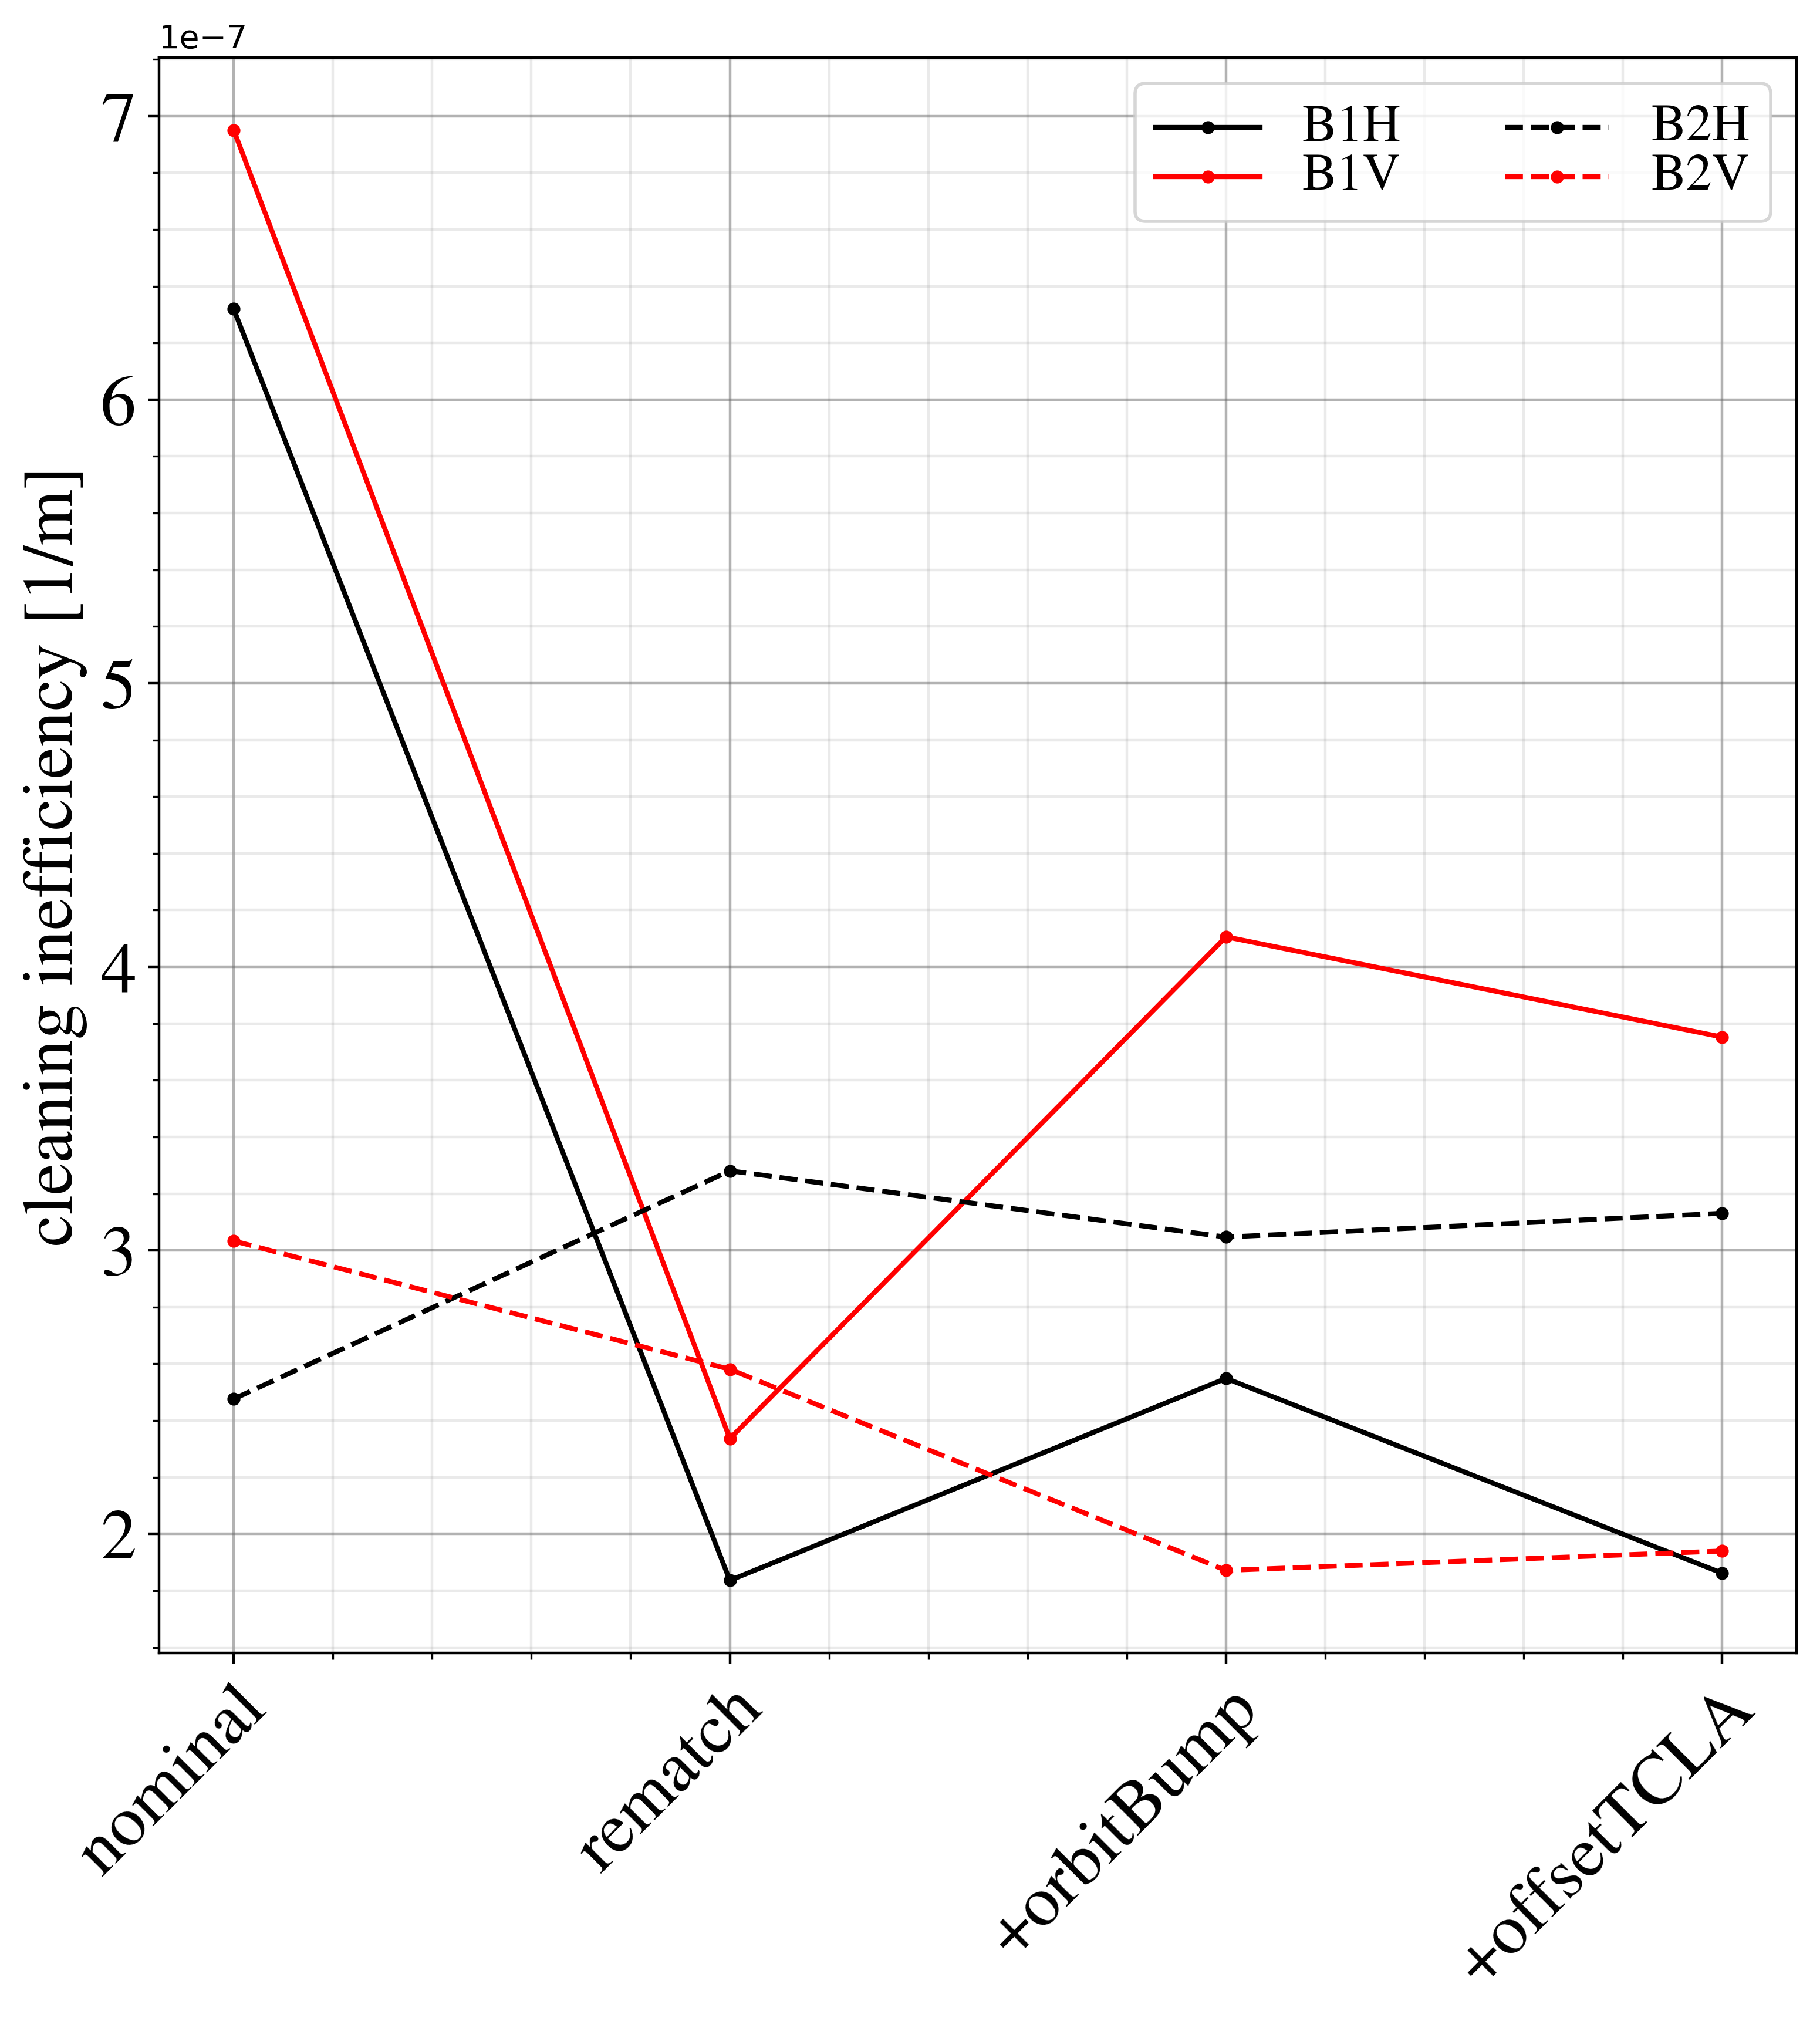 1e−7
7
6
5
4
3
2
cleaning inefficiency [1/m]
B1H
B1V
B2H
B2V
nominal
rematch
+orbitBump
+offsetTCLA